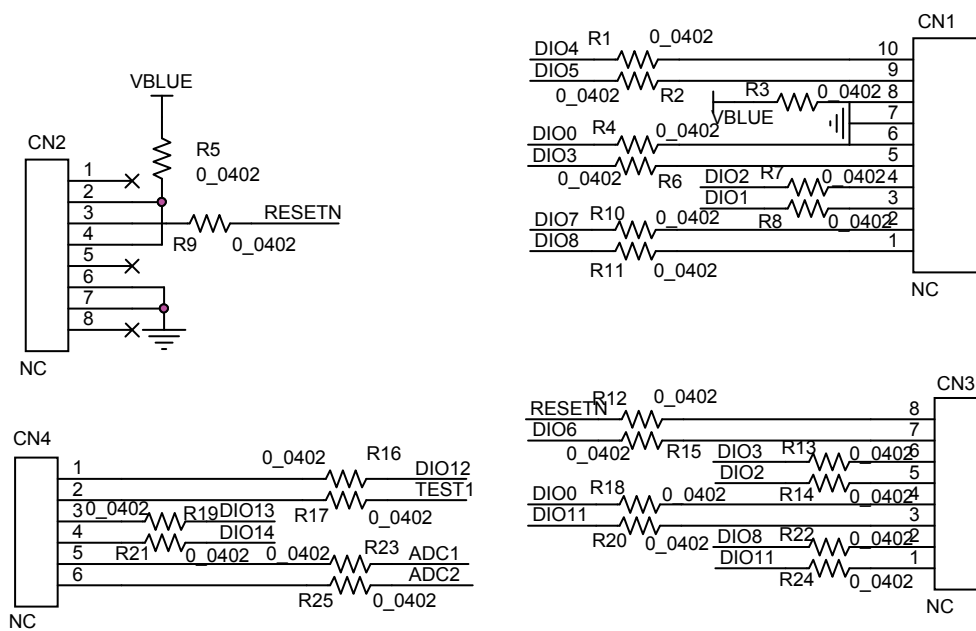 VBLUE
CN2
R5
0_0402
1
2
3
RESETN
4
R9
0_0402
5
6
7
8
NC
CN1
R1
0_0402
DIO4
10
DIO5
9
0_0402
R2
R3
0_0402
8
VBLUE
7
R4
0_0402
DIO0
6
DIO3
5
0_0402
R6
DIO2
R7
0_0402
4
DIO1
3
R8
0_0402
DIO7
R10
0_0402
2
DIO8
1
R11
0_0402
NC
CN4
R16
0_0402
1
DIO12
2
TEST1
R17
0_0402
3
0_0402
R19
DIO13
4
DIO14
R21
0_0402
0_0402
R23
5
ADC1
6
ADC2
R25
0_0402
NC
CN3
R12
0_0402
RESETN
8
DIO6
7
0_0402
R15
DIO3
R13
0_0402
6
DIO2
5
R14
0_0402
DIO0
R18
0_0402
4
DIO11
3
R20
0_0402
DIO8
R22
0_0402
2
DIO11
1
R24
0_0402
NC